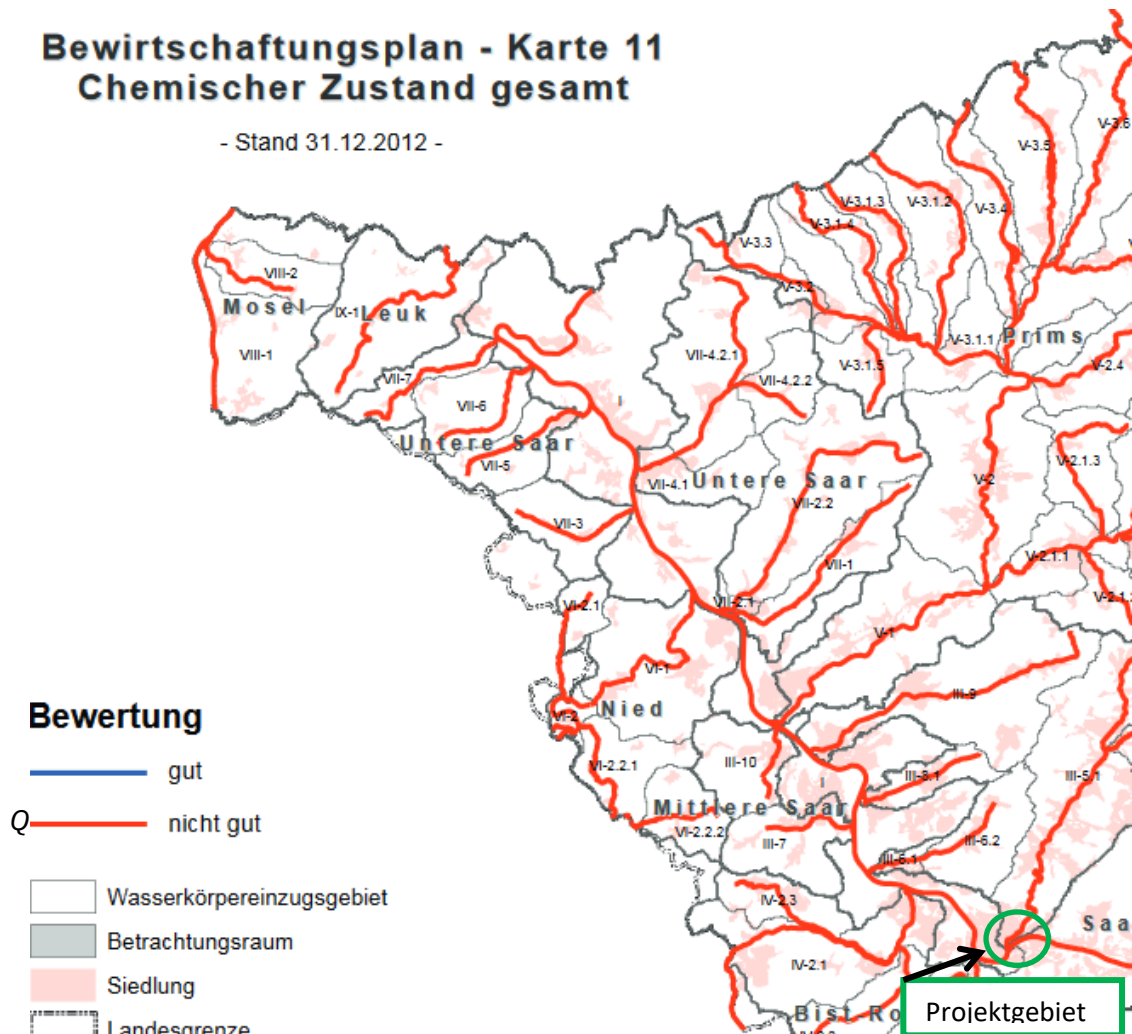 Bewirtschaftungsplan - Karte 11
Chemischer Zustand gesamt
- Stand 31.12.2012 -
V-3.6
V-3.5
V-3.1.3
V-3.1.2
V-3.4
V-3.1.4
V-3.3
VIII-2
V-3.2
Mosel
IX-1
Leuk
VIII-1
V-3.1.1
Prims
VII-4.2.1
V-3.1.5
V-2.4
VII-7
VII-4.2.2
VII-6
I
Untere Saar
VII-5
V-2.1.3
VII-4.1
Untere Saar
V-2
VII-2.2
VII-3
V-2.1.1
VII-1
VI-2.1
VII-2.1
V-2.1.
V-1
VI-1
III-9
Nied
VI-2
Bewertung
gut
VI-2.2.1
III-10
III-8.1
III-5.1
I
Mittlere Saar
Q
nicht gut
VI-2.2.2
III-7
III-6.2
III-6.1
Wasserkörpereinzugsgebiet
IV-2.3
Betrachtungsraum
Saa
IV-2.1
Siedlung
Bist Ro
Projektgebiet
Landesgrenze